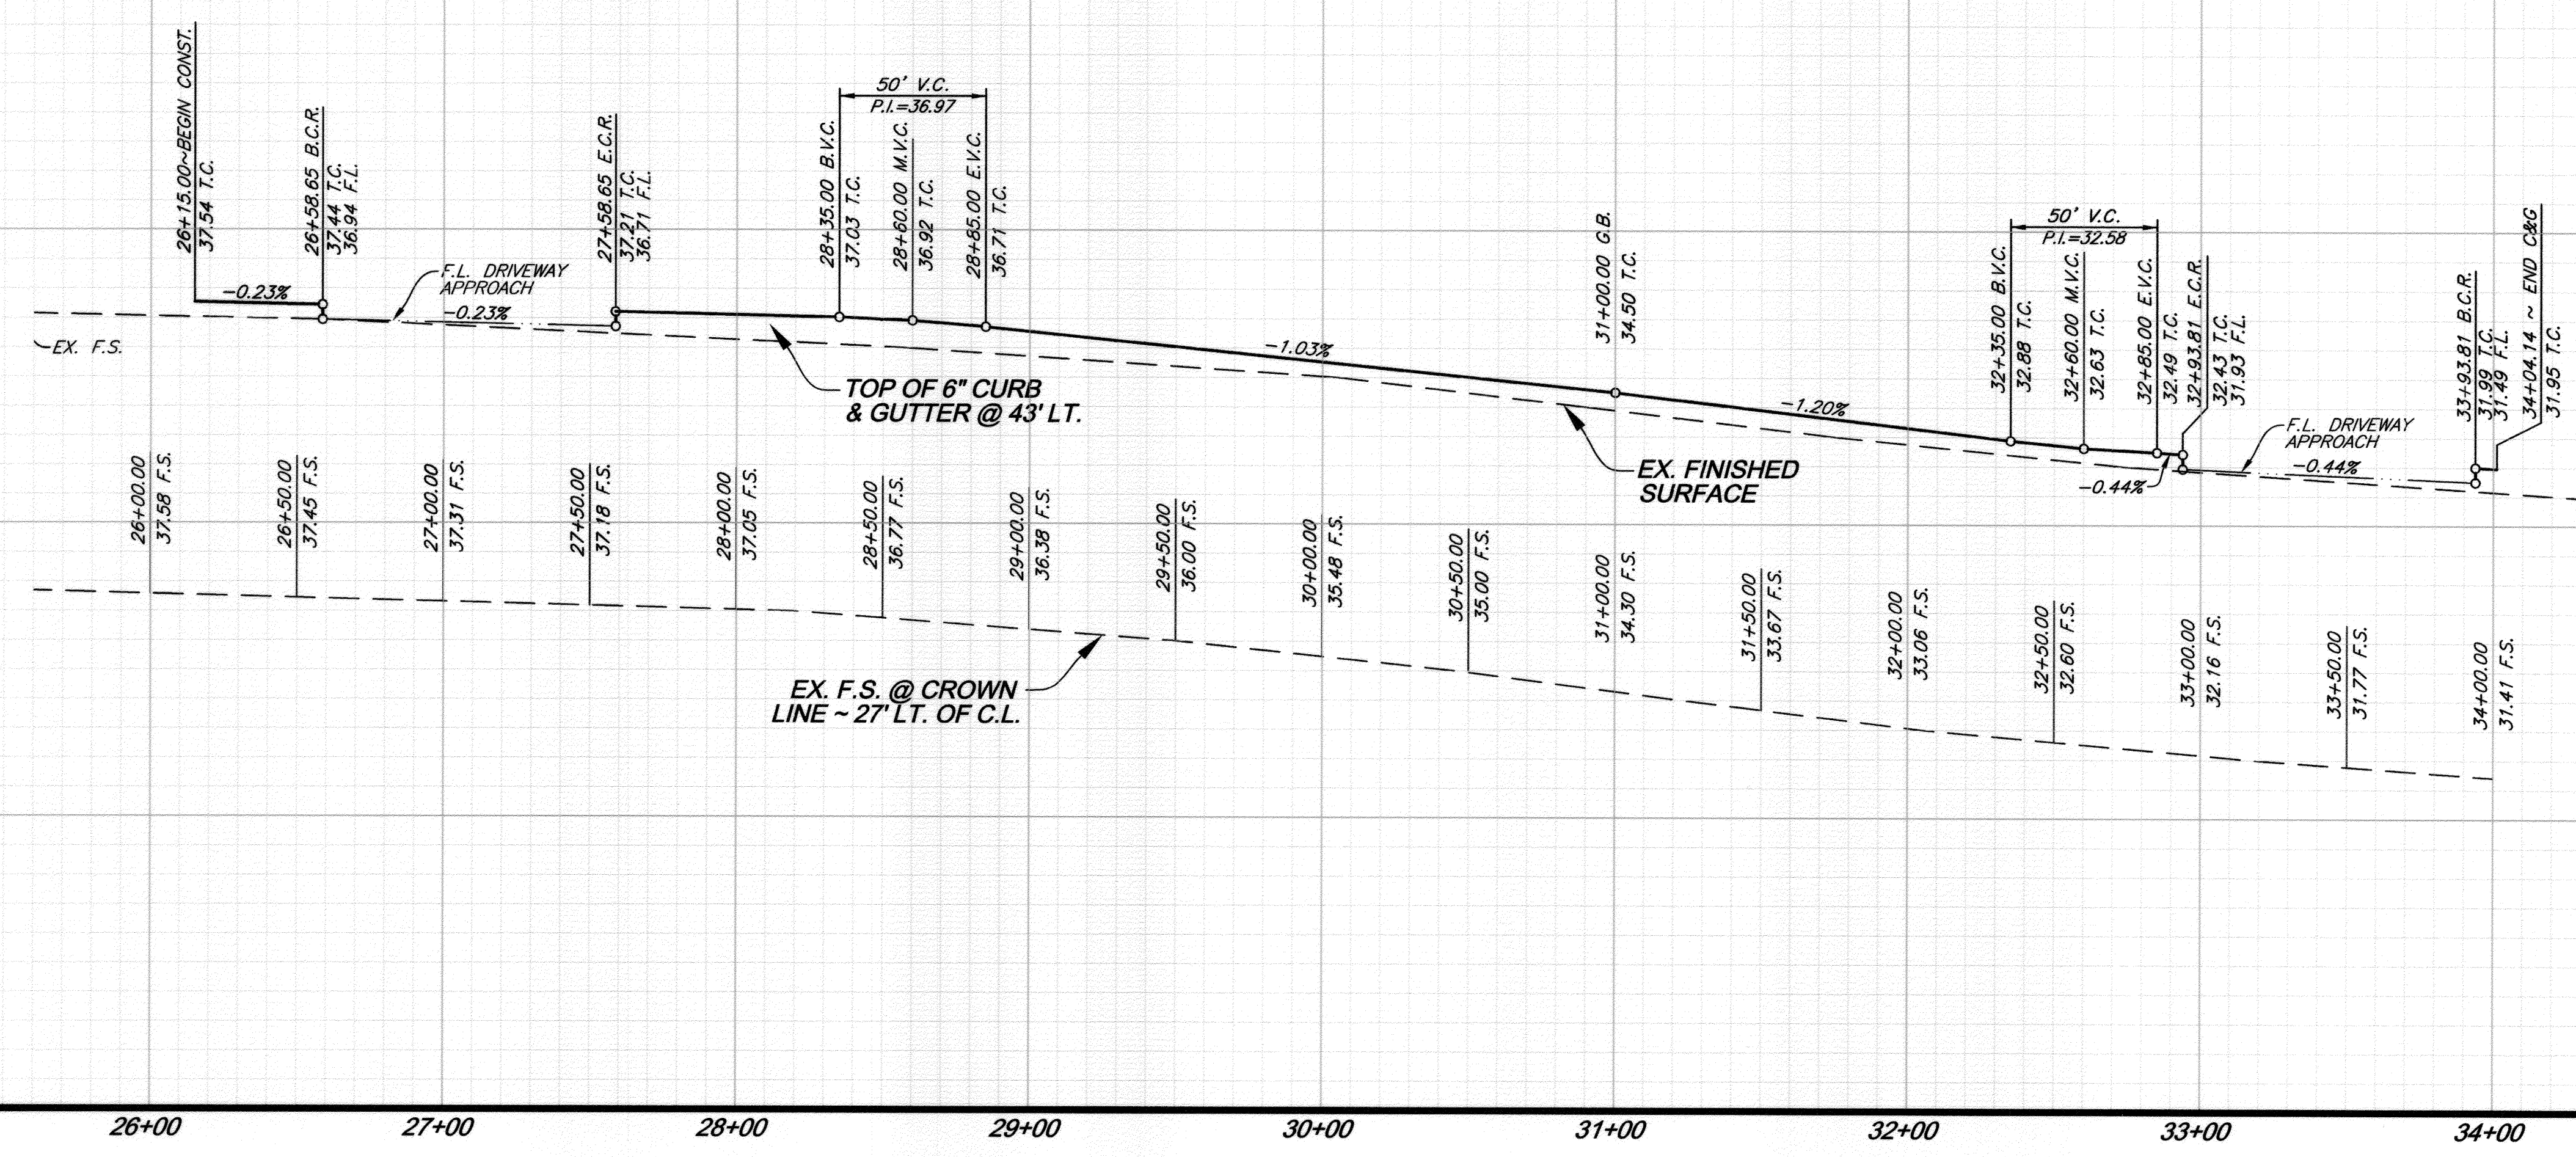 26+15.00~BEGIN CONST.
37.54 T.C.
26+58.65 B.C.R.
37.44 T.C.
36.94 F.L.
27+58.65 E.C.R.
37.21 T.C.
36.71 F.L.
50' V.C.
P.I.=36.97
28+35.00 B.V.C.
37.03 T.C.
28+60.00 M.V.C.
36.92 T.C.
28+85.00 E.V.C.
36.71 T.C.
31+00.00 G.B.
34.50 T.C.
50' V.C.
P.I.=32.58
32+35.00 B.V.C.
32.88 T.C.
32+60.00 M.V.C.
32.63 T.C.
32+85.00 E.V.C.
32.49 T.C.
32+93.81 E.C.R.
32.43 T.C.
31.93 F.L.
33+93.81 B.C.R.
31.99 T.C.
31.49 F.L.
34+04.14 ~ END C&G
31.95 T.C.
-0.23%
F.L. DRIVEWAY
APPROACH
-0.23%
EX. F.S.
TOP OF 6" CURB
& GUTTER @ 43' LT.
-1.03%
-1.20%
EX. FINISHED
SURFACE
-0.44%
F.L. DRIVEWAY
APPROACH
-0.44%
26+00.00
37.58 F.S.
26+50.00
37.45 F.S.
27+00.00
37.31 F.S.
27+50.00
37.18 F.S.
28+00.00
37.05 F.S.
28+50.00
36.77 F.S.
29+00.00
36.38 F.S.
29+50.00
36.00 F.S.
30+00.00
35.48 F.S.
30+50.00
35.00 F.S.
31+00.00
34.30 F.S.
31+50.00
33.67 F.S.
32+00.00
33.06 F.S.
32+50.00
32.60 F.S.
33+00.00
32.16 F.S.
33+50.00
31.77 F.S.
34+00.00
31.41 F.S.
EX. F.S. @ CROWN
LINE ~ 27' LT. OF C.L.
26+00
27+00
28+00
29+00
30+00
31+00
32+00
33+00
34+00